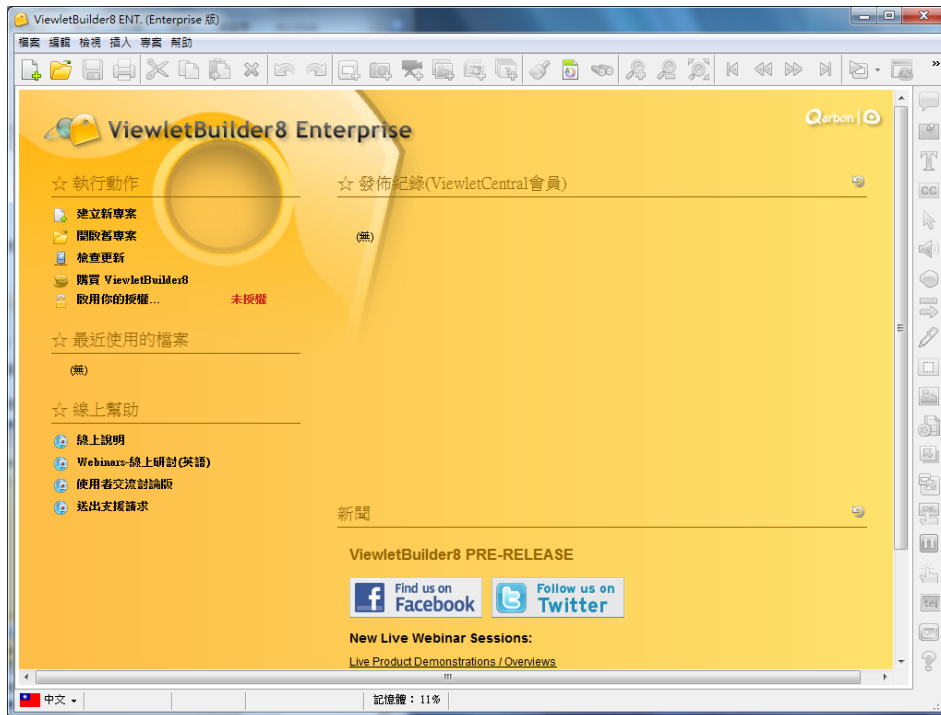 ViewletBuilder8 ENT. (Enterprise 版)
檔案 編輯 檢視 插入 專案 幫助
ViewletBuilder8 Enterprise
Qarbon
☆ 執行動作
建立新專案
開啟舊專案
檢查更新
購買 ViewletBuilder8
啟用你的授權... 未授權
☆ 最近使用的檔案
(無)
☆ 線上幫助
線上說明
Webinars-線上研討(英語)
使用者交流討論版
送出支援請求
☆ 發佈紀錄(ViewletCentral會員)
(無)
新聞
ViewletBuilder8 PRE-RELEASE
Find us on
Facebook
Follow us on
Twitter
New Live Webinar Sessions:
Live Product Demonstrations / Overviews
T
CC
OK
tej
中文
記憶體：11%